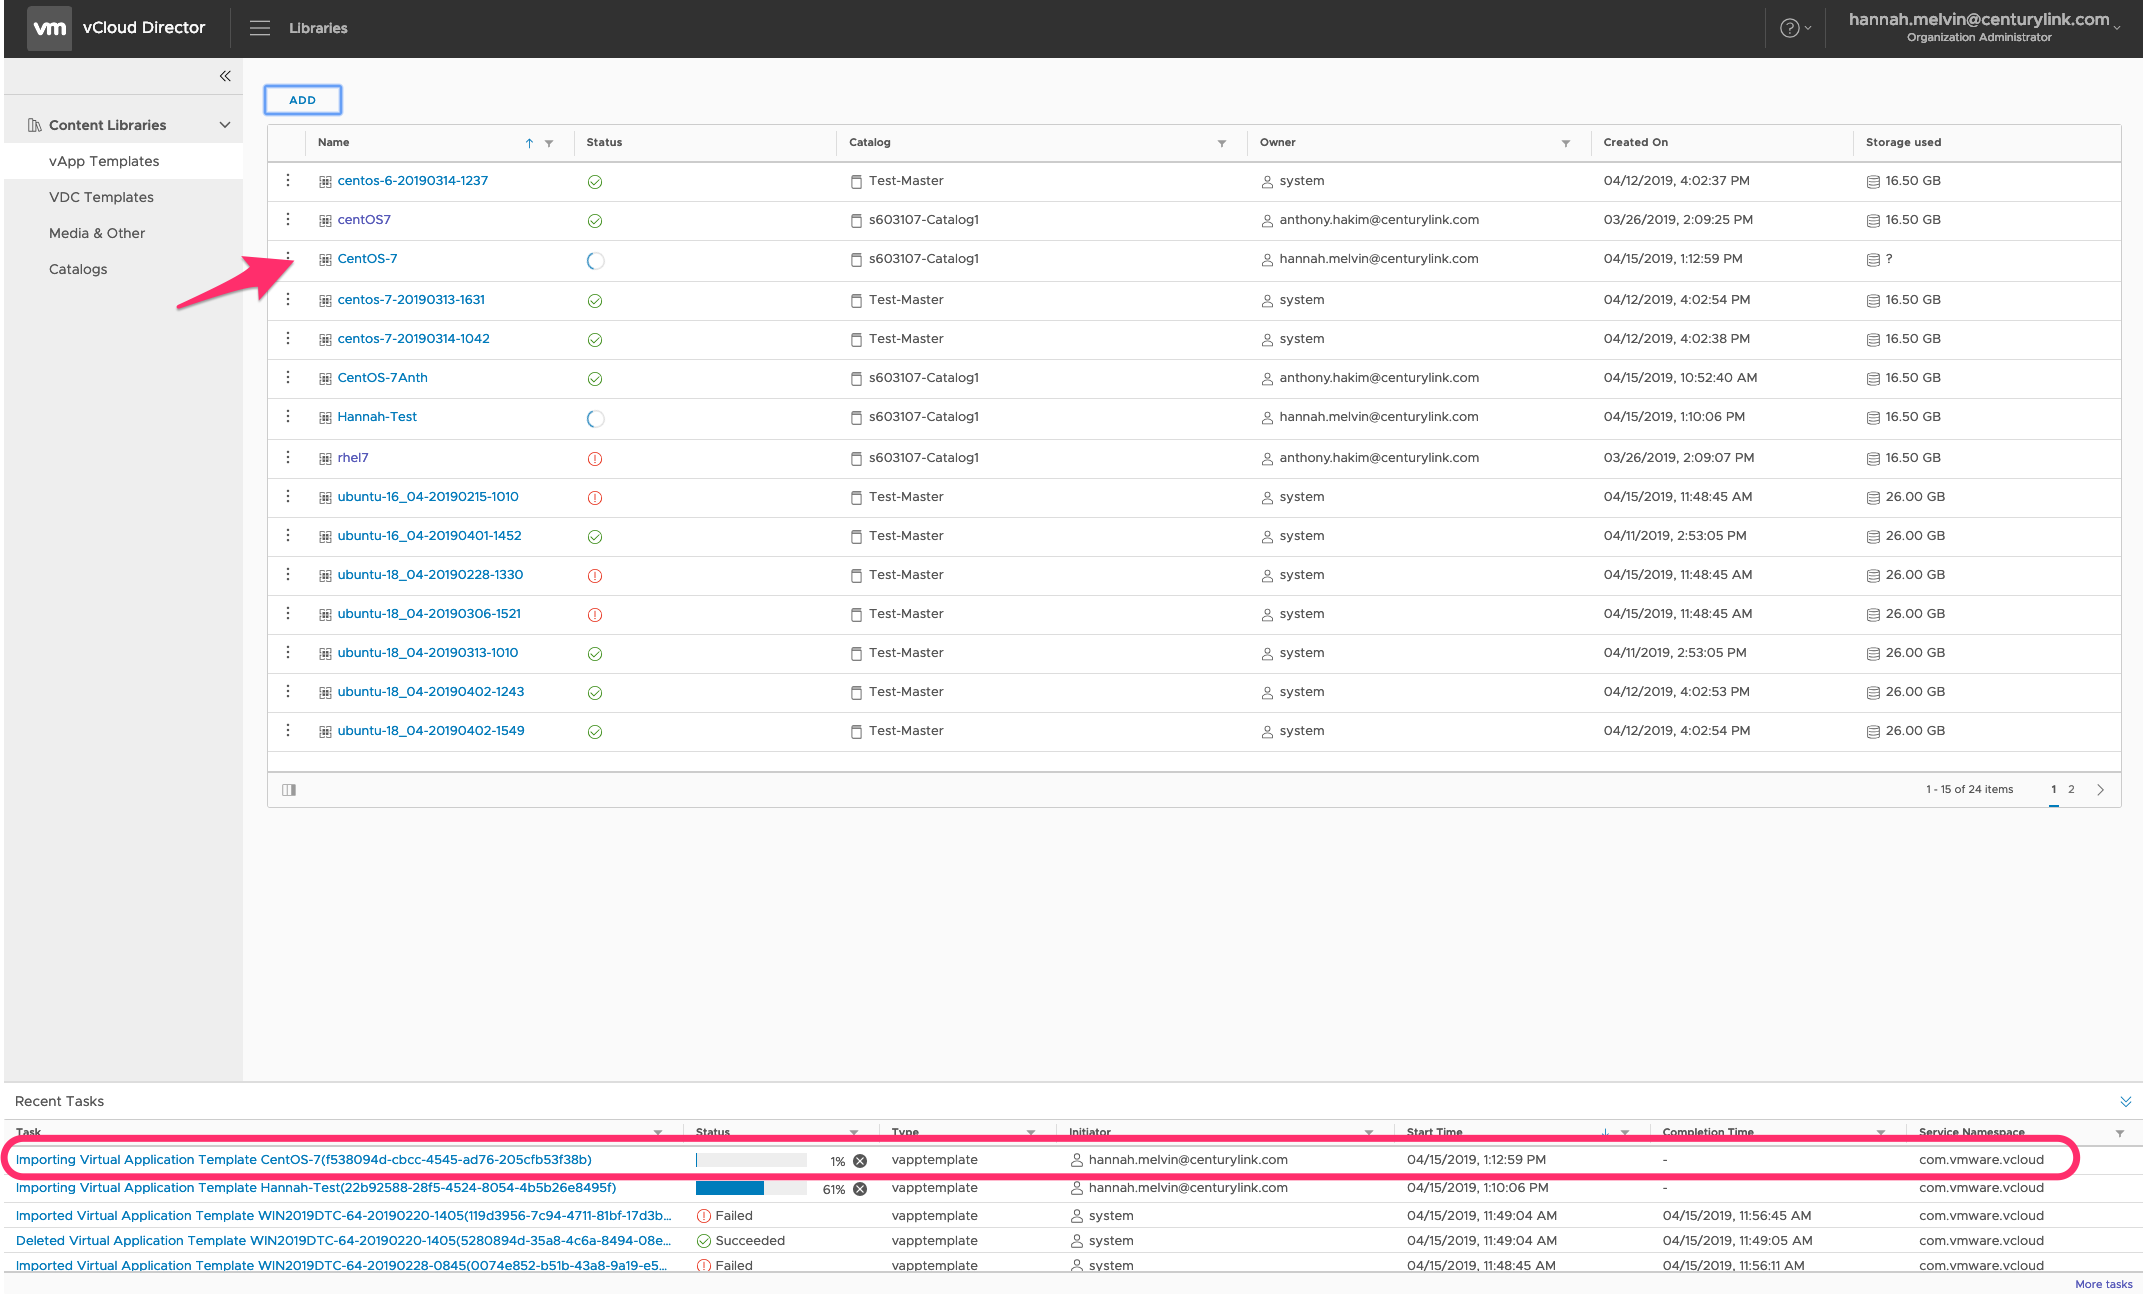 vm vCloud Director Libraries hannah.melvin@centurylink.com
Organization Administrator
Content Libraries
vApp Templates
VDC Templates
Media & Other
Catalogs
ADD
Name Status Catalog Owner Created On Storage used
centos-6-20190314-1237 Test-Master system 04/12/2019, 4:02:37 PM 16.50 GB
centOS7 s603107-Catalog1 anthony.hakim@centurylink.com 03/26/2019, 2:09:25 PM 16.50 GB
CentOS-7 s603107-Catalog1 hannah.melvin@centurylink.com 04/15/2019, 1:12:59 PM ?
centos-7-20190313-1631 Test-Master system 04/12/2019, 4:02:54 PM 16.50 GB
centos-7-20190314-1042 Test-Master system 04/12/2019, 4:02:38 PM 16.50 GB
CentOS-7Anth s603107-Catalog1 anthony.hakim@centurylink.com 04/15/2019, 10:52:40 AM 16.50 GB
Hannah-Test s603107-Catalog1 hannah.melvin@centurylink.com 04/15/2019, 1:10:06 PM 16.50 GB
rhel7 s603107-Catalog1 anthony.hakim@centurylink.com 03/26/2019, 2:09:07 PM 16.50 GB
ubuntu-16_04-20190215-1010 Test-Master system 04/15/2019, 11:48:45 AM 26.00 GB
ubuntu-16_04-20190401-1452 Test-Master system 04/11/2019, 2:53:05 PM 26.00 GB
ubuntu-18_04-20190228-1330 Test-Master system 04/15/2019, 11:48:45 AM 26.00 GB
ubuntu-18_04-20190306-1521 Test-Master system 04/15/2019, 11:48:45 AM 26.00 GB
ubuntu-18_04-20190313-1010 Test-Master system 04/11/2019, 2:53:05 PM 26.00 GB
ubuntu-18_04-20190402-1243 Test-Master system 04/12/2019, 4:02:53 PM 26.00 GB
ubuntu-18_04-20190402-1549 Test-Master system 04/12/2019, 4:02:54 PM 26.00 GB
1 - 15 of 24 items 1 2
Recent Tasks
Task Status Type Initiator Start Time Completion Time Service Namespace
Importing Virtual Application Template CentOS-7(f538094d-cbcc-4545-ad76-205cfb53f38b) 1% vapptemplate hannah.melvin@centurylink.com 04/15/2019, 1:12:59 PM - com.vmware.vcloud
Importing Virtual Application Template Hannah-Test(22b92588-28f5-4524-8054-4b5b26e8495f) 61% vapptemplate hannah.melvin@centurylink.com 04/15/2019, 1:10:06 PM - com.vmware.vcloud
Imported Virtual Application Template WIN2019DTC-64-20190220-1405(119d3956-7c94-4711-81bf-17d3b... Failed vapptemplate system 04/15/2019, 11:49:04 AM 04/15/2019, 11:56:45 AM com.vmware.vcloud
Deleted Virtual Application Template WIN2019DTC-64-20190220-1405(5280894d-35a8-4c6a-8494-08e... Succeeded vapptemplate system 04/15/2019, 11:49:04 AM 04/15/2019, 11:49:05 AM com.vmware.vcloud
Imported Virtual Application Template WIN2019DTC-64-20190228-0845(0074e852-b51b-43a8-9a19-e5... Failed vapptemplate system 04/15/2019, 11:48:45 AM 04/15/2019, 11:56:11 AM com.vmware.vcloud
More tasks